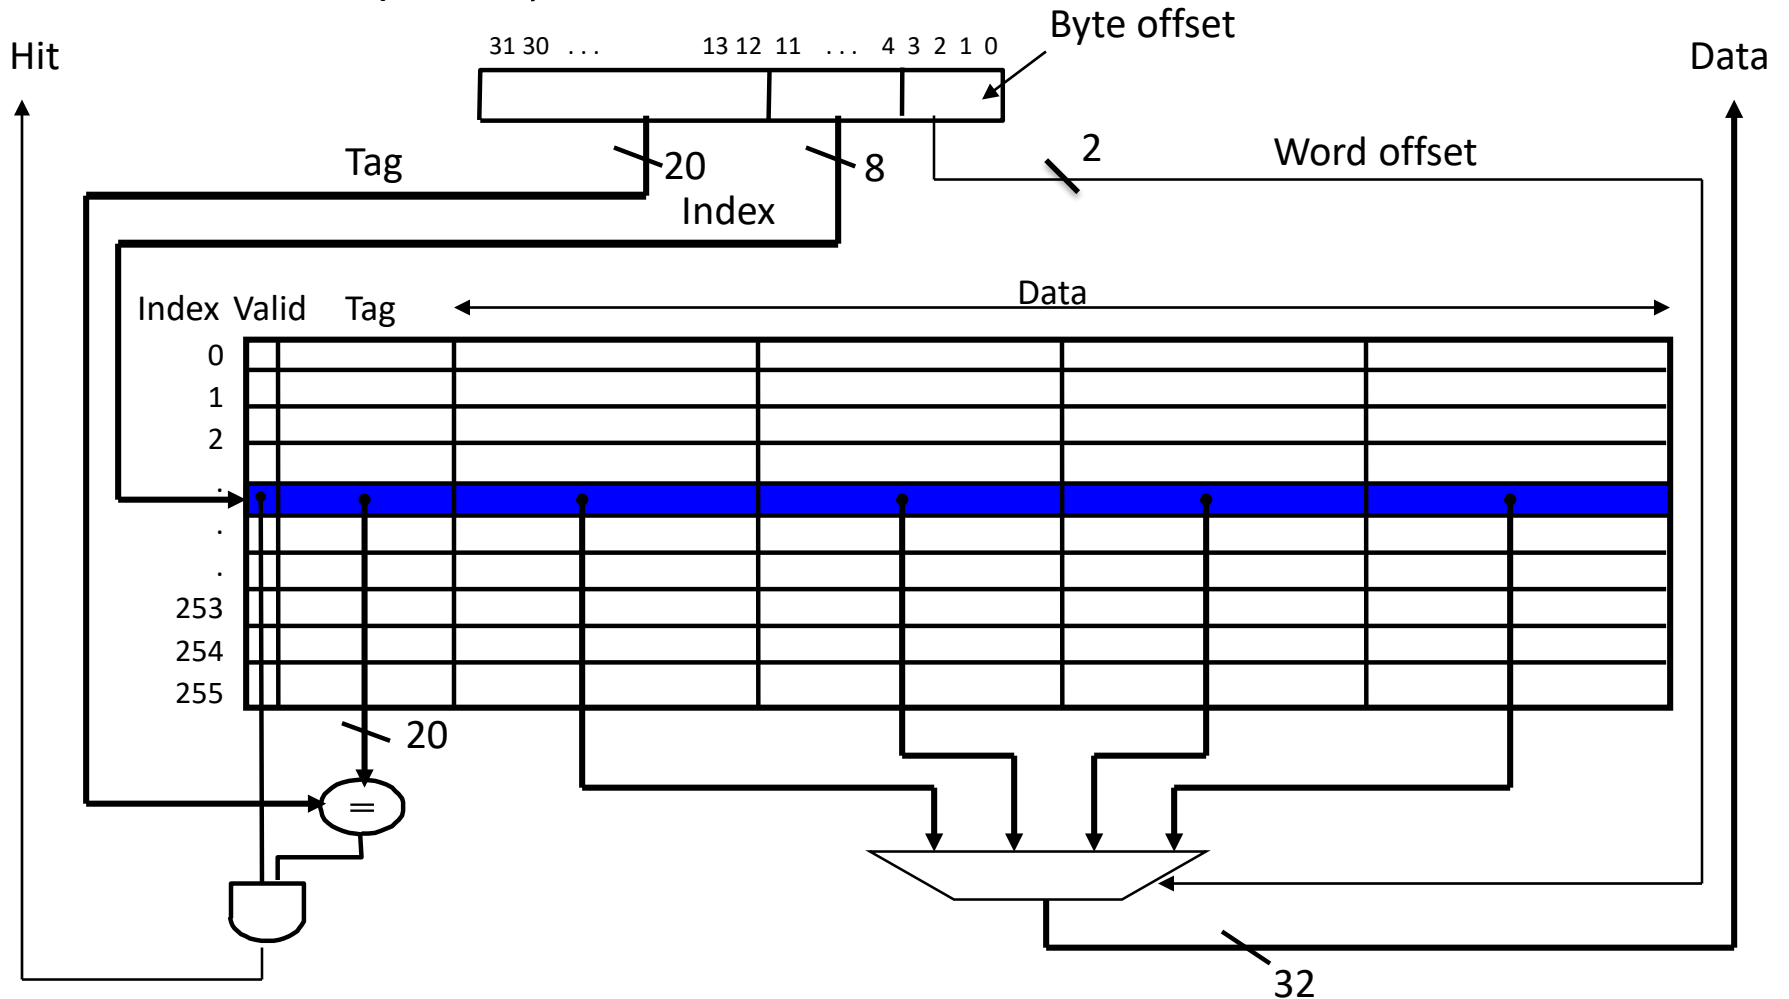 Byte offset
Hit
31 30 . . . 13 12 11 . . . 4 3 2 1 0
Data
Tag
20
8
2
Word offset
Index
Index Valid Tag
Data
0
1
2
.
.
.
253
254
255
20
=
32